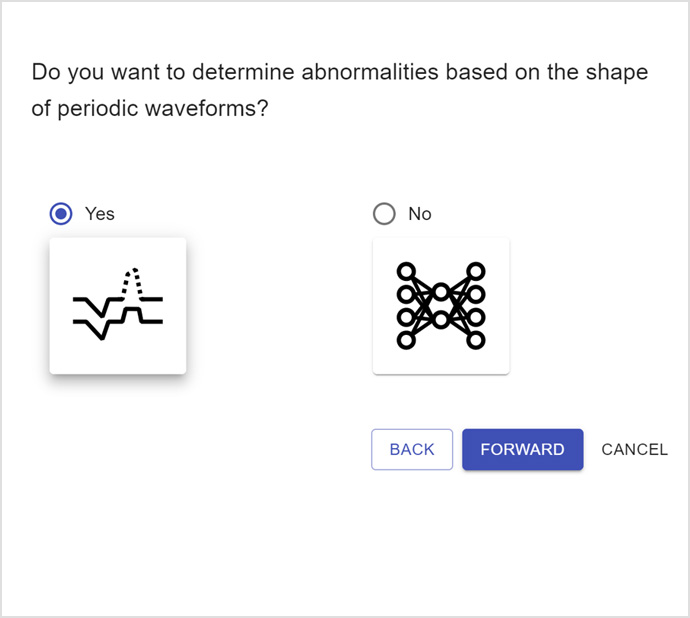 Do you want to determine abnormalities based on the shape
of periodic waveforms?
Yes
No
BACK
FORWARD
CANCEL